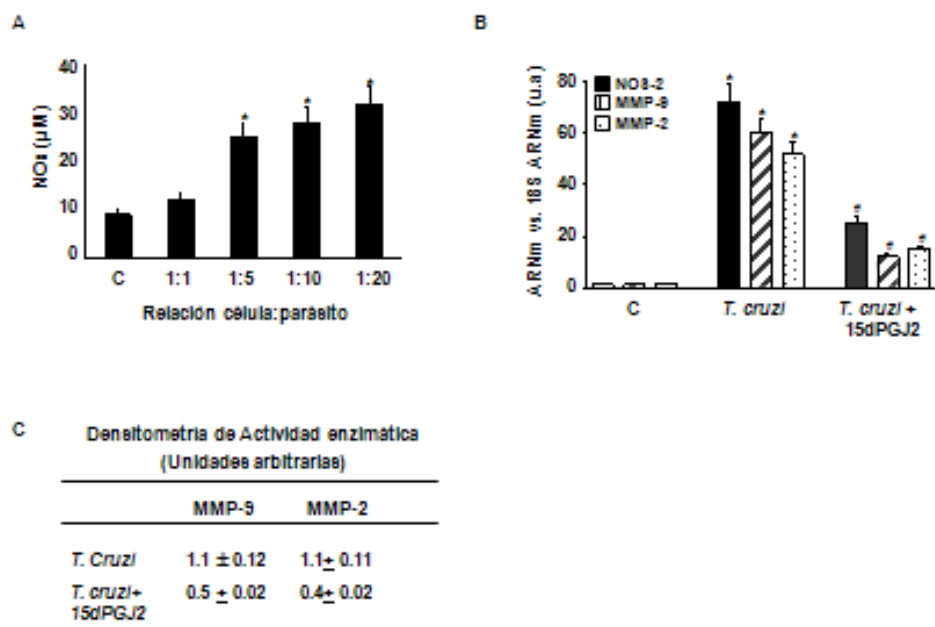 A
40
30
20
10
0
NOs (µM)
*
*
*
C 1:1 1:5 1:10 1:20
Relación célula:parásito
B
80
60
40
20
0
ARNm vs. 18S ARNm (u.a)
NOS-2
MMP-9
MMP-2
*
*
*
#
#
#
C T. cruzi T. cruzi +
15dPGJ2
C
Densitometría de Actividad enzimática
(Unidades arbitrarias)
MMP-9 MMP-2
T. Cruzi 1.1 ± 0.12 1.1± 0.11
T. cruzi+ 0.5 ± 0.02 0.4± 0.02
15dPGJ2